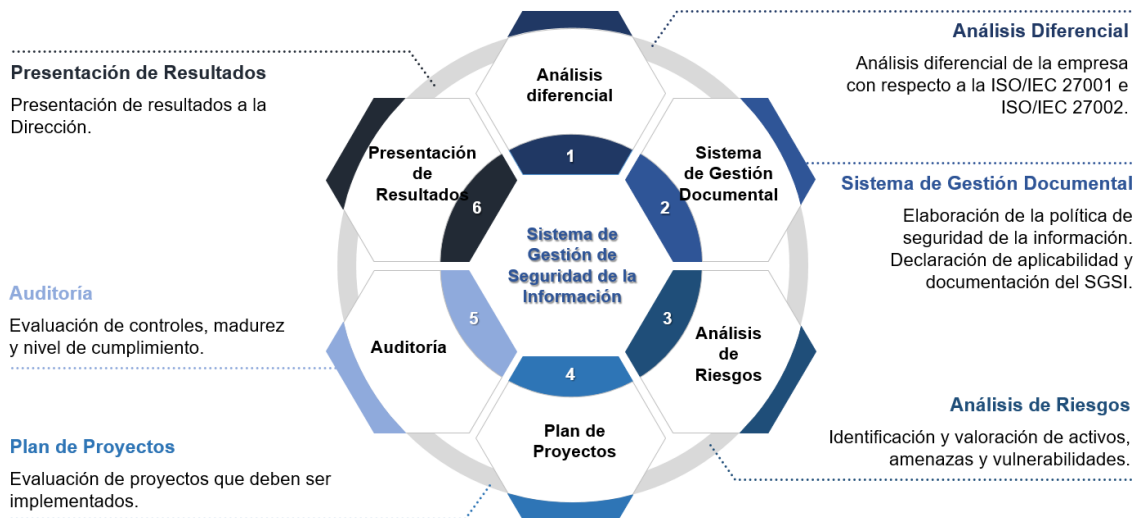 Presentación de Resultados
Presentación de resultados a la
Dirección.
Auditoría
Evaluación de controles, madurez
y nivel de cumplimiento.
Plan de Proyectos
Evaluación de proyectos que deben ser
implementados.
Análisis
diferencial
1
Sistema
de Gestión
Documental
2
Análisis
de
Riesgos
3
Plan de
Proyectos
4
Auditoría
5
Presentación
de
Resultados
6
Sistema de
Gestión de
Seguridad de la
Información
Análisis Diferencial
Análisis diferencial de la empresa
con respecto a la ISO/IEC 27001 e
ISO/IEC 27002.
Sistema de Gestión Documental
Elaboración de la política de
seguridad de la información.
Declaración de aplicabilidad y
documentación del SGSI.
Análisis de Riesgos
Identificación y valoración de activos,
amenazas y vulnerabilidades.